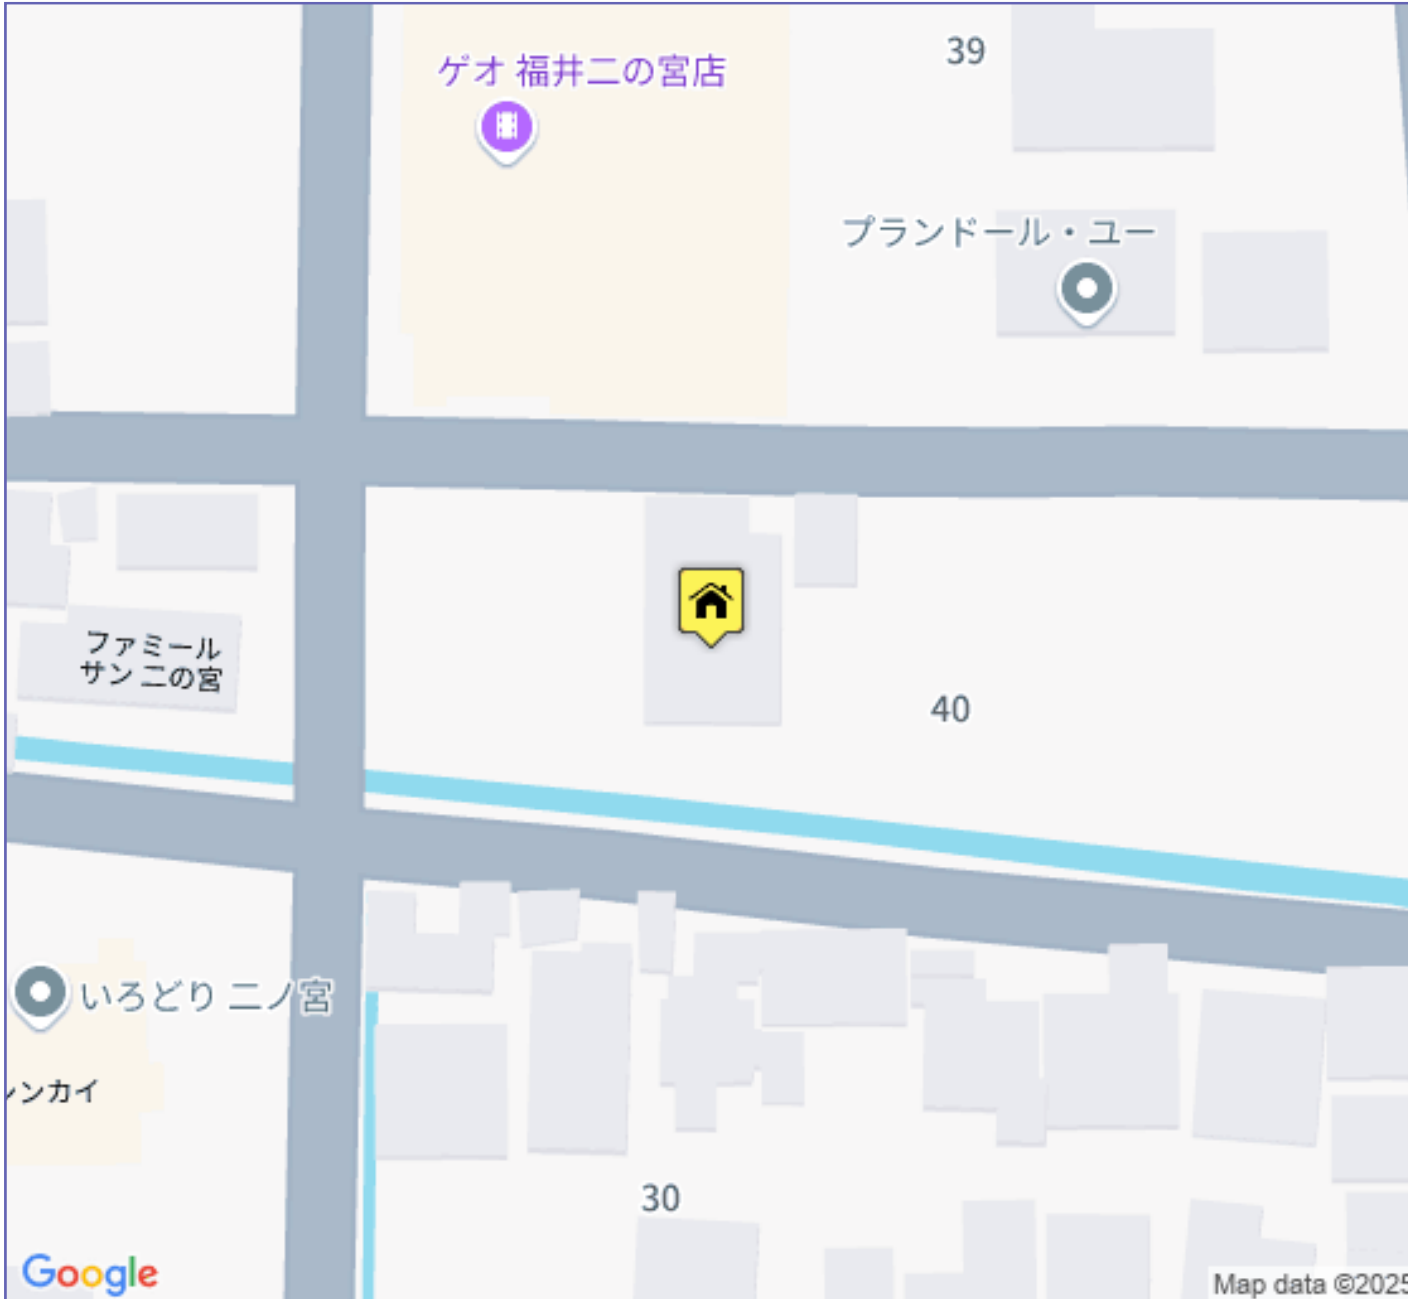 ゲオ 福井二の宮店
39
プランドール・ユー
ファミール
サン 二の宮
40
いろどり 二ノ宮
ンカイ
30
Google
Map data ©2025